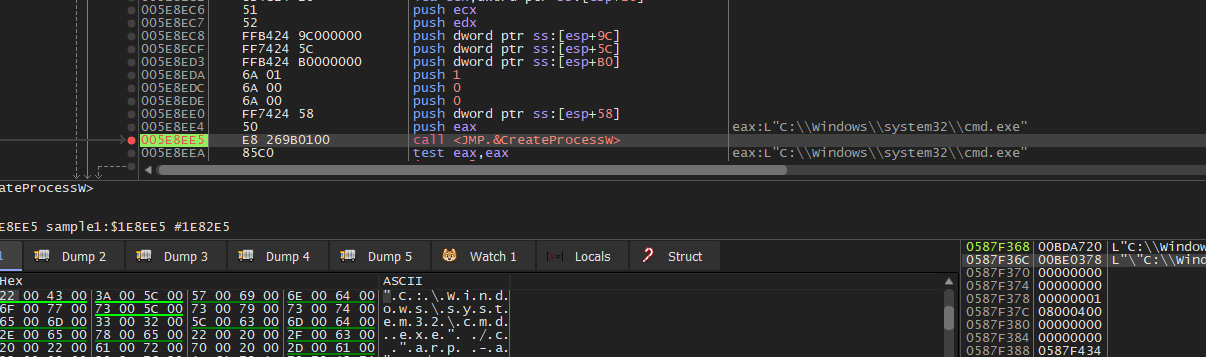 005E8EC6 51 push ecx
005E8EC7 52 push edx
005E8EC8 FFB424 9C000000 push dword ptr ss:[esp+9C]
005E8ECF FF7424 5C push dword ptr ss:[esp+5C]
005E8ED3 FFB424 B0000000 push dword ptr ss:[esp+B0]
005E8EDA 6A 01 push 1
005E8EDC 6A 00 push 0
005E8EDE 6A 00 push 0
005E8EE0 FF7424 58 push dword ptr ss:[esp+58]
005E8EE4 50 push eax eax:L"C:\\Windows\\system32\\cmd.exe"
005E8EE5 E8 269B0100 call <JMP.&CreateProcessW>
005E8EEA 85C0 test eax,eax eax:L"C:\\Windows\\system32\\cmd.exe"
ateProcessW>
E8EE5 sample1:$1E8EE5 #1E82E5
1 Dump 2 Dump 3 Dump 4 Dump 5 Watch 1 Locals Struct
Hex ASCII
22 00 43 00 3A 00 5C 00 57 00 69 00 6E 00 64 00 ".C.:.\.W.i.n.d.
6F 00 77 00 73 00 5C 00 73 00 79 00 73 00 74 00 o.w.s.\.s.y.s.t.
65 00 6D 00 33 00 32 00 5C 00 63 00 6D 00 64 00 e.m.3.2.\.c.m.d.
2E 00 65 00 78 00 65 00 22 00 20 00 2F 00 63 00 ..e.x.e.". ./.c.
20 00 22 00 61 00 72 00 70 00 20 00 2D 00 61 00 .".a.r.p. .-.a.
0587F368 00BDA720 L"C:\\Window
0587F36C 00BE0378 L"\"C:\\Wind
0587F370 00000000
0587F374 00000000
0587F378 00000001
0587F37C 08000400
0587F380 00000000
0587F384 00000000
0587F388 0587F434